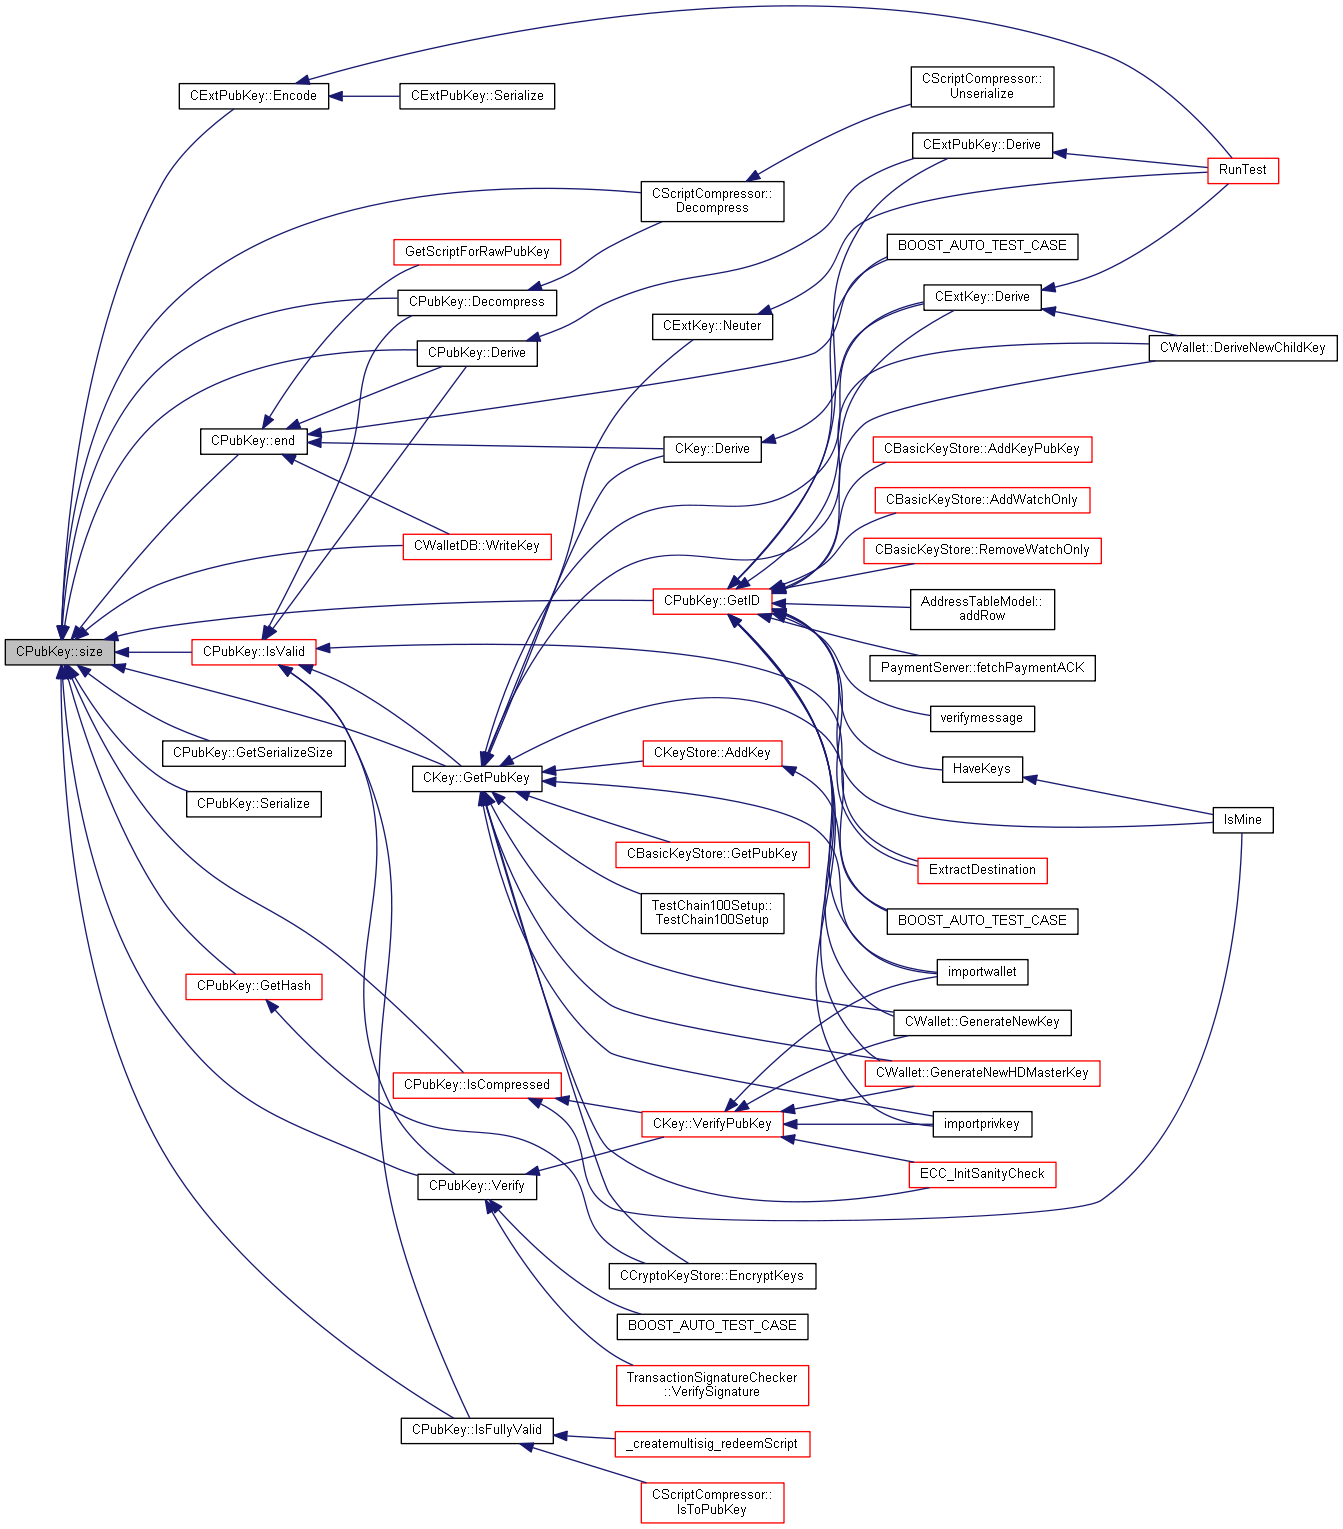 CExtPubKey::Encode
CExtPubKey::Serialize
CScriptCompressor::
Unserialize
CExtPubKey::Derive
RunTest
CScriptCompressor::
Decompress
GetScriptForRawPubKey
BOOST_AUTO_TEST_CASE
CPubKey::Decompress
CExtKey::Derive
CExtKey::Neuter
CPubKey::Derive
CWallet::DeriveNewChildKey
CPubKey::end
CKey::Derive
CBasicKeyStore::AddKeyPubKey
CBasicKeyStore::AddWatchOnly
CWalletDB::WriteKey
CBasicKeyStore::RemoveWatchOnly
CPubKey::GetID
AddressTableModel::
addRow
CPubKey::size
CPubKey::IsValid
PaymentServer::fetchPaymentACK
verifymessage
CPubKey::GetSerializeSize
CKeyStore::AddKey
CKey::GetPubKey
HaveKeys
CPubKey::Serialize
IsMine
CBasicKeyStore::GetPubKey
ExtractDestination
TestChain100Setup::
TestChain100Setup
BOOST_AUTO_TEST_CASE
importwallet
CPubKey::GetHash
CWallet::GenerateNewKey
CWallet::GenerateNewHDMasterKey
CPubKey::IsCompressed
CKey::VerifyPubKey
importprivkey
ECC_InitSanityCheck
CPubKey::Verify
CCryptoKeyStore::EncryptKeys
BOOST_AUTO_TEST_CASE
TransactionSignatureChecker
::VerifySignature
CPubKey::IsFullyValid
_createmultisig_redeemScript
CScriptCompressor::
IsToPubKey